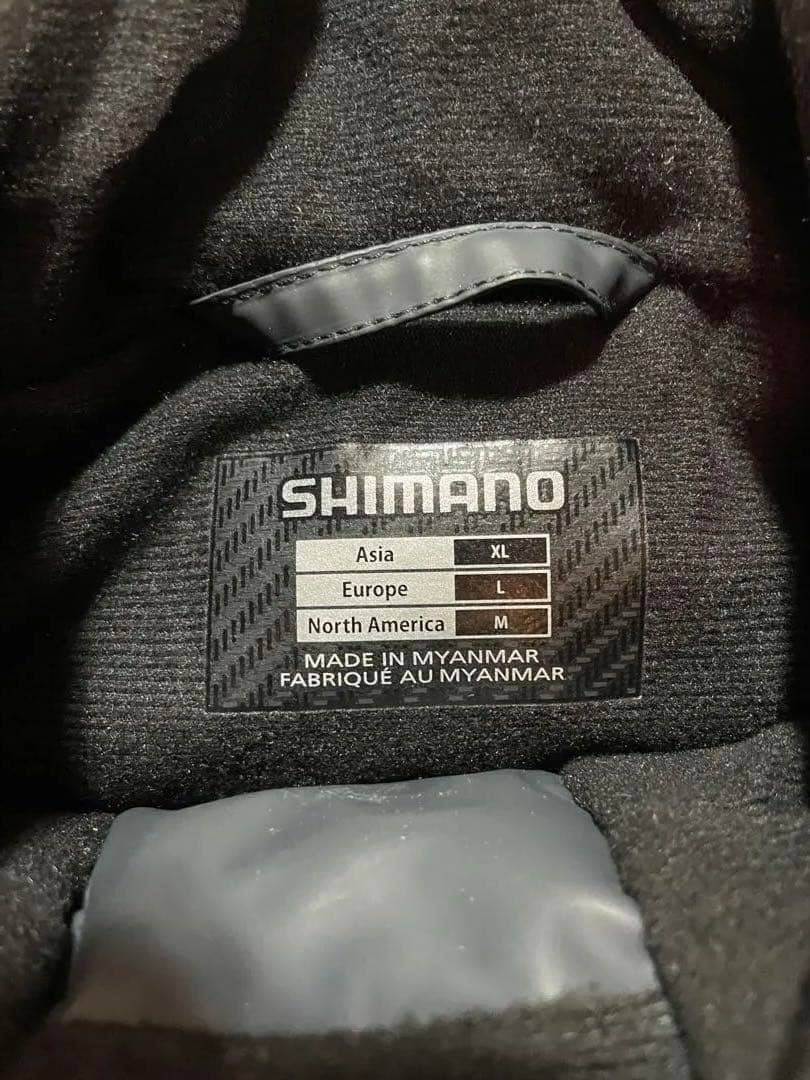 SHIMANO
Asia XL
Europe L
North America M
MADE IN MYANMAR
FABRIQUÉ AU MYANMAR